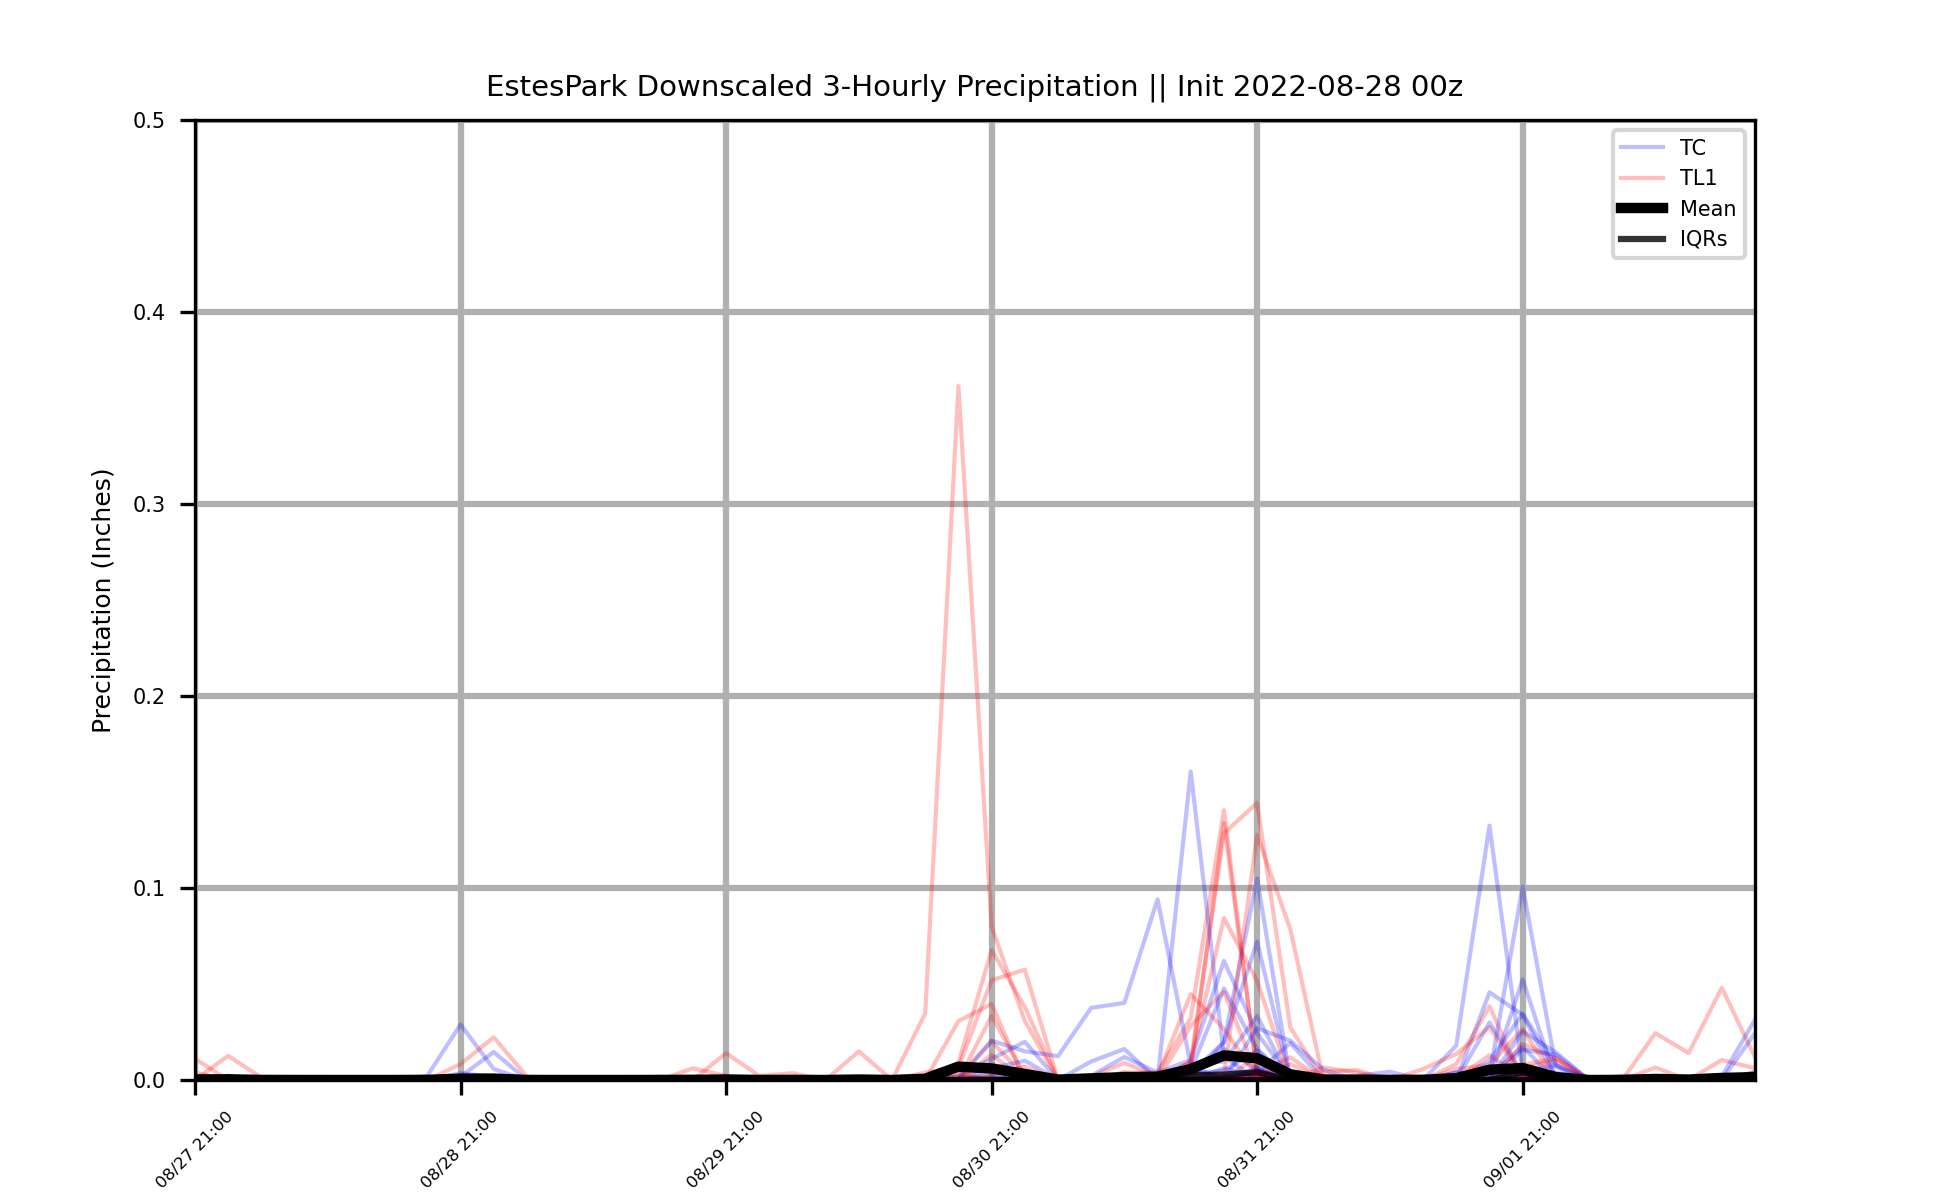 EstesPark Downscaled 3-Hourly Precipitation || Init 2022-08-28 00z
Precipitation (Inches)
0.5
0.4
0.3
0.2
0.1
0.0
TC
TL1
Mean
IQRs
08/27 21:00
08/28 21:00
08/29 21:00
08/30 21:00
08/31 21:00
09/01 21:00